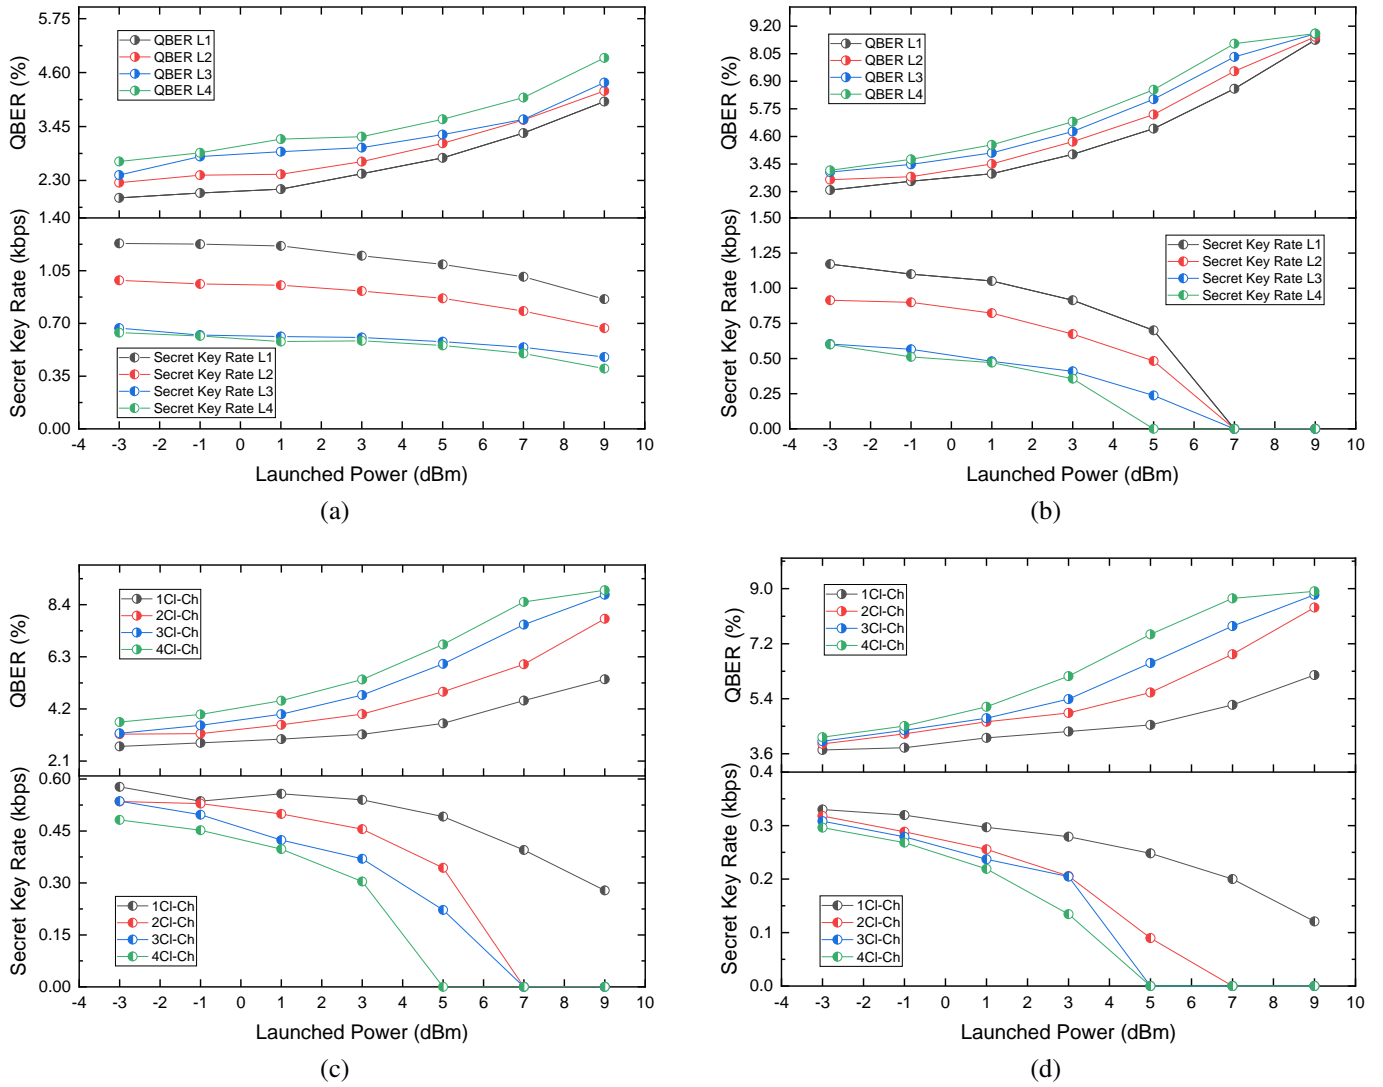 5.75
4.60
3.45
2.30
QBER (%)
QBER L1
QBER L2
QBER L3
QBER L4
1.40
1.05
0.70
0.35
0.00
Secret Key Rate (kbps)
Secret Key Rate L1
Secret Key Rate L2
Secret Key Rate L3
Secret Key Rate L4
-4 -3 -2 -1 0 1 2 3 4 5 6 7 8 9 10
Launched Power (dBm)
(a)
9.20
8.05
6.90
5.75
4.60
3.45
2.30
QBER (%)
QBER L1
QBER L2
QBER L3
QBER L4
1.50
1.25
1.00
0.75
0.50
0.25
0.00
Secret Key Rate (kbps)
Secret Key Rate L1
Secret Key Rate L2
Secret Key Rate L3
Secret Key Rate L4
-4 -3 -2 -1 0 1 2 3 4 5 6 7 8 9 10
Launched Power (dBm)
(b)
8.4
6.3
4.2
2.1
QBER (%)
1Cl-Ch
2Cl-Ch
3Cl-Ch
4Cl-Ch
0.60
0.45
0.30
0.15
0.00
Secret Key Rate (kbps)
1Cl-Ch
2Cl-Ch
3Cl-Ch
4Cl-Ch
-4 -3 -2 -1 0 1 2 3 4 5 6 7 8 9 10
Launched Power (dBm)
(c)
9.0
7.2
5.4
3.6
QBER (%)
1Cl-Ch
2Cl-Ch
3Cl-Ch
4Cl-Ch
0.4
0.3
0.2
0.1
0.0
Secret Key Rate (kbps)
1Cl-Ch
2Cl-Ch
3Cl-Ch
4Cl-Ch
-4 -3 -2 -1 0 1 2 3 4 5 6 7 8 9 10
Launched Power (dBm)
(d)